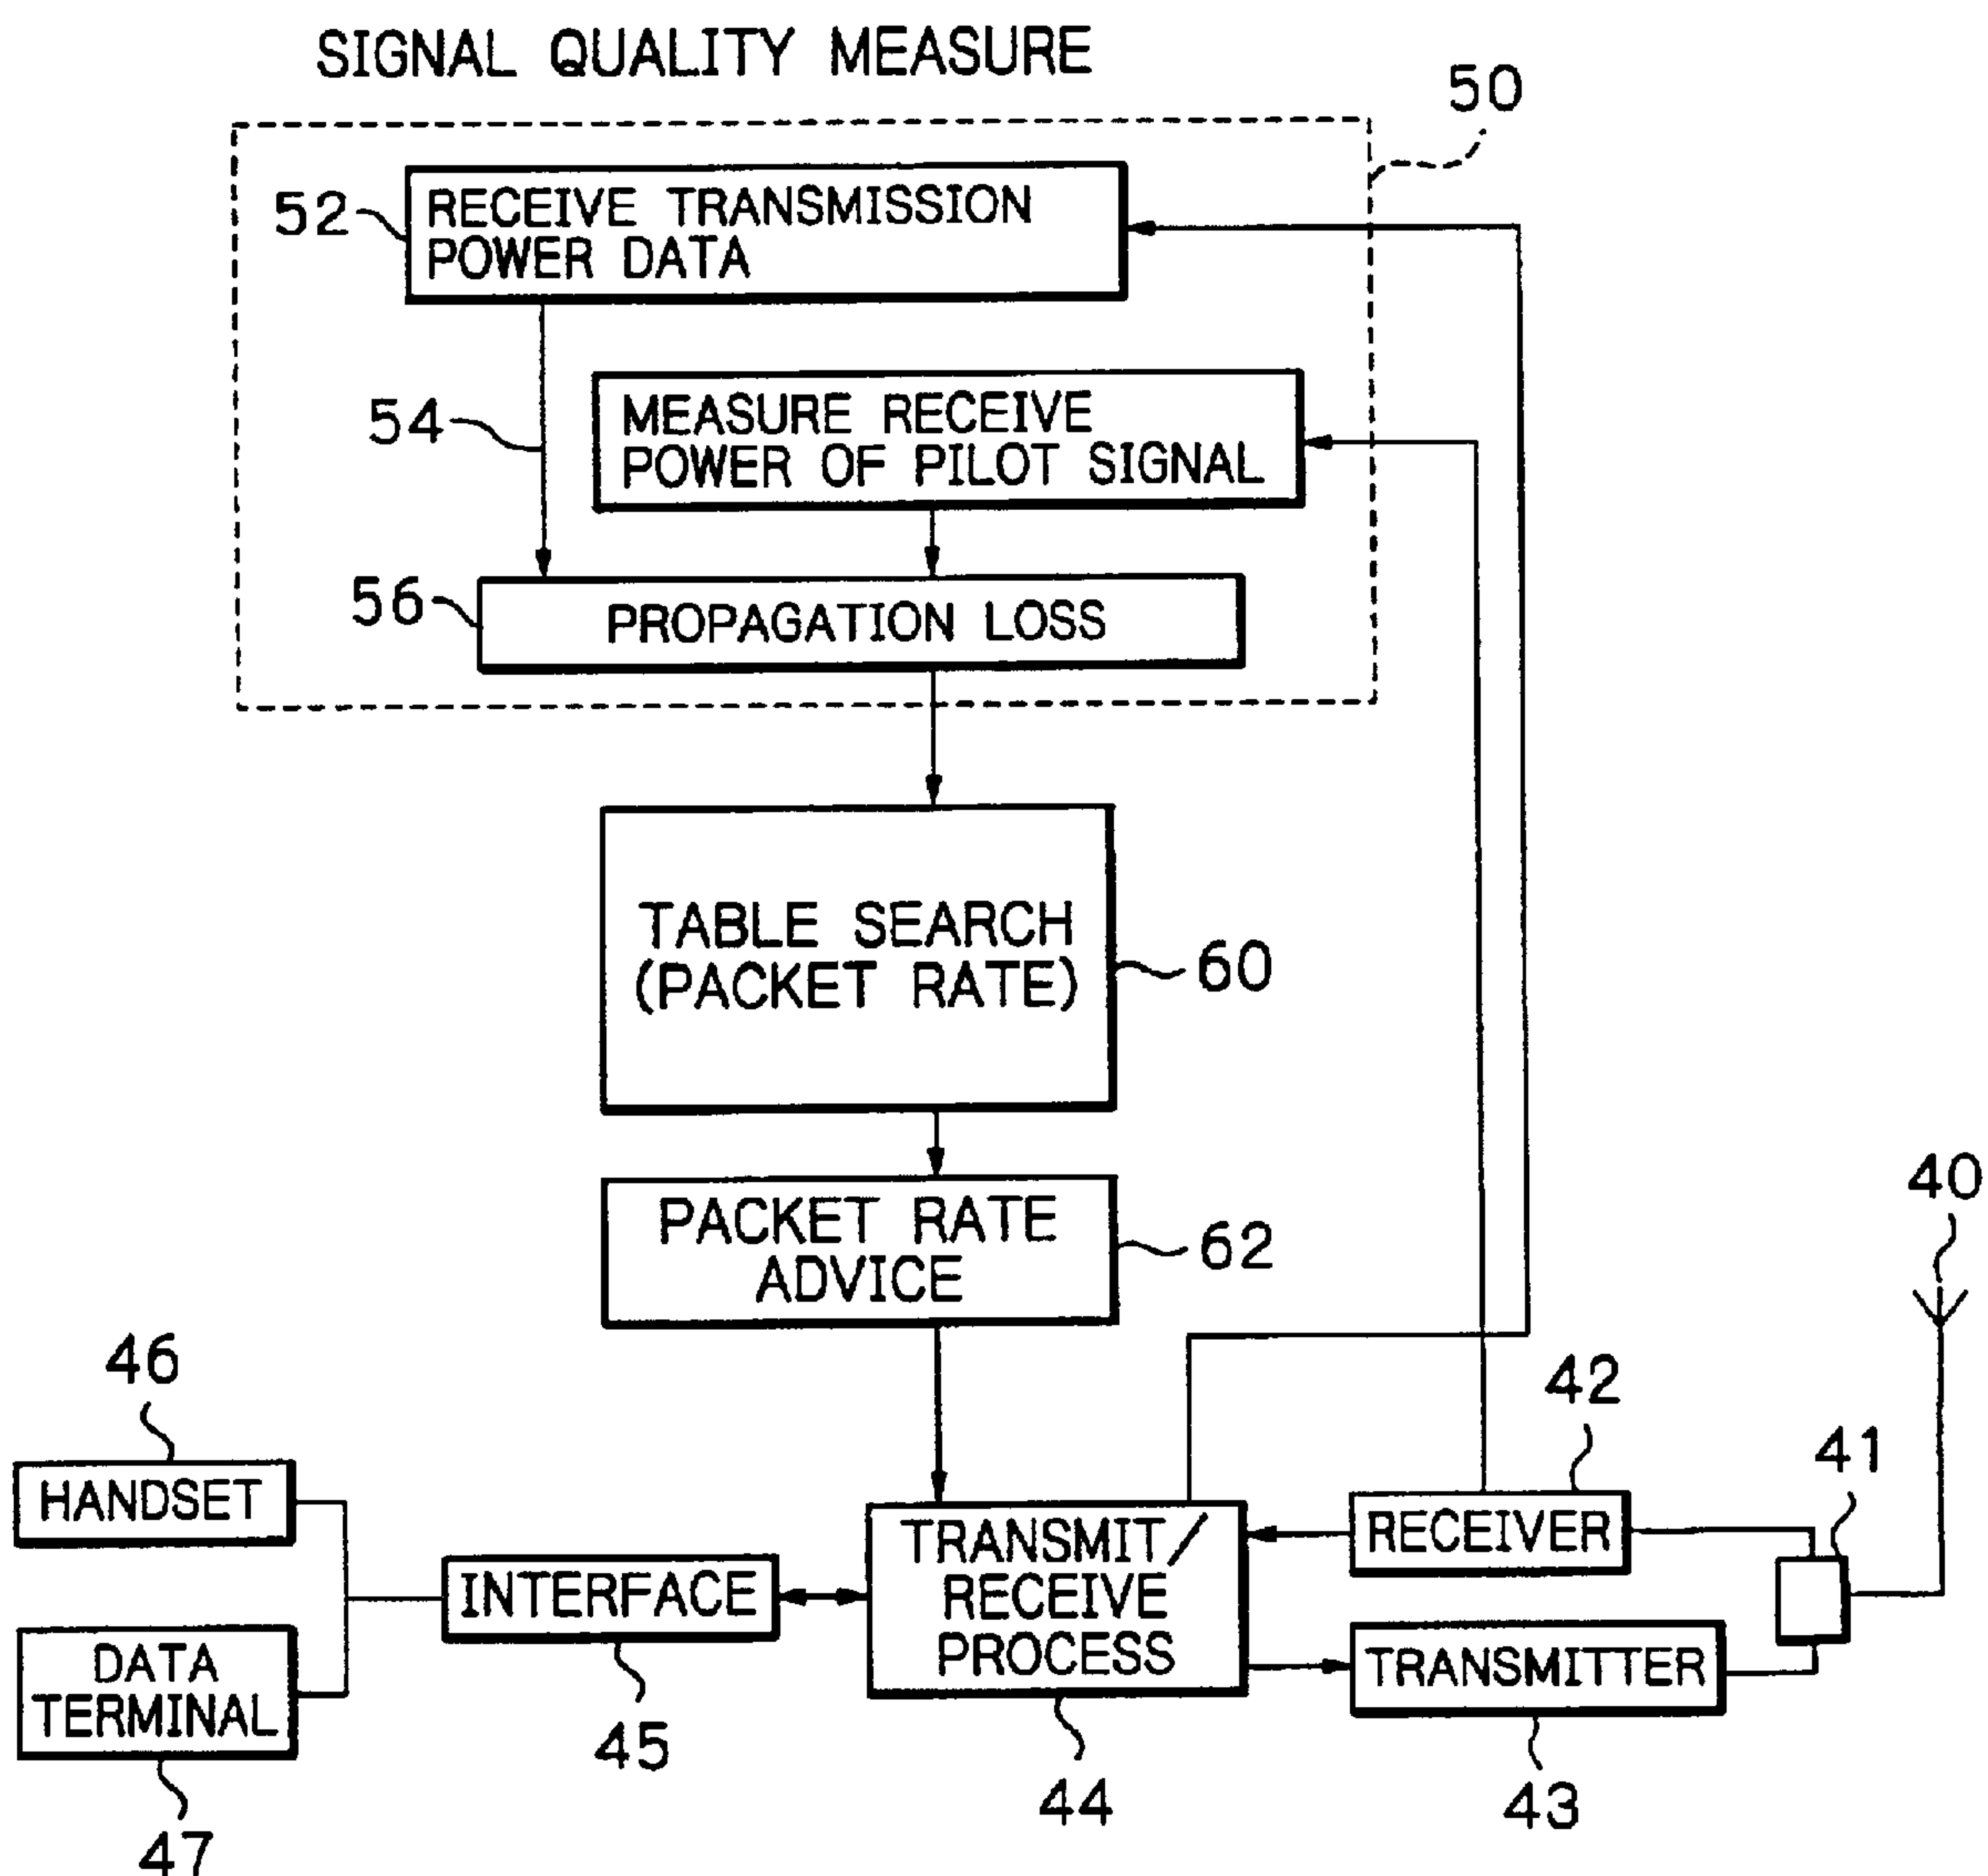 SIGNAL QUALITY MEASURE
50
52
RECEIVE TRANSMISSION
POWER DATA
54
MEASURE RECEIVE
POWER OF PILOT SIGNAL
56
PROPAGATION LOSS
TABLE SEARCH
(PACKET RATE)
60
PACKET RATE
ADVICE
62
40
46
42
41
HANDSET
RECEIVER
TRANSMIT/
RECEIVE
PROCESS
INTERFACE
DATA
TERMINAL
TRANSMITTER
45
44
43
47